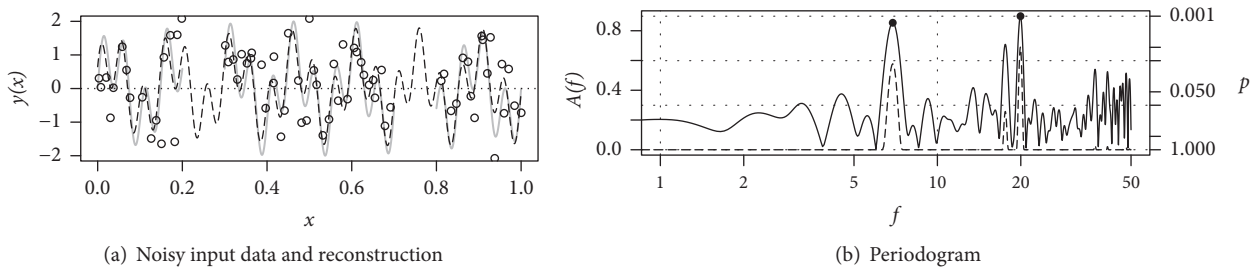 2
1
0
−1
−2
y(x)
0.0 0.2 0.4 0.6 0.8 1.0
x
(a) Noisy input data and reconstruction
0.8
0.4
0.0
A(f)
0.001
0.050
1.000
p
1 2 5 10 20 50
f
(b) Periodogram